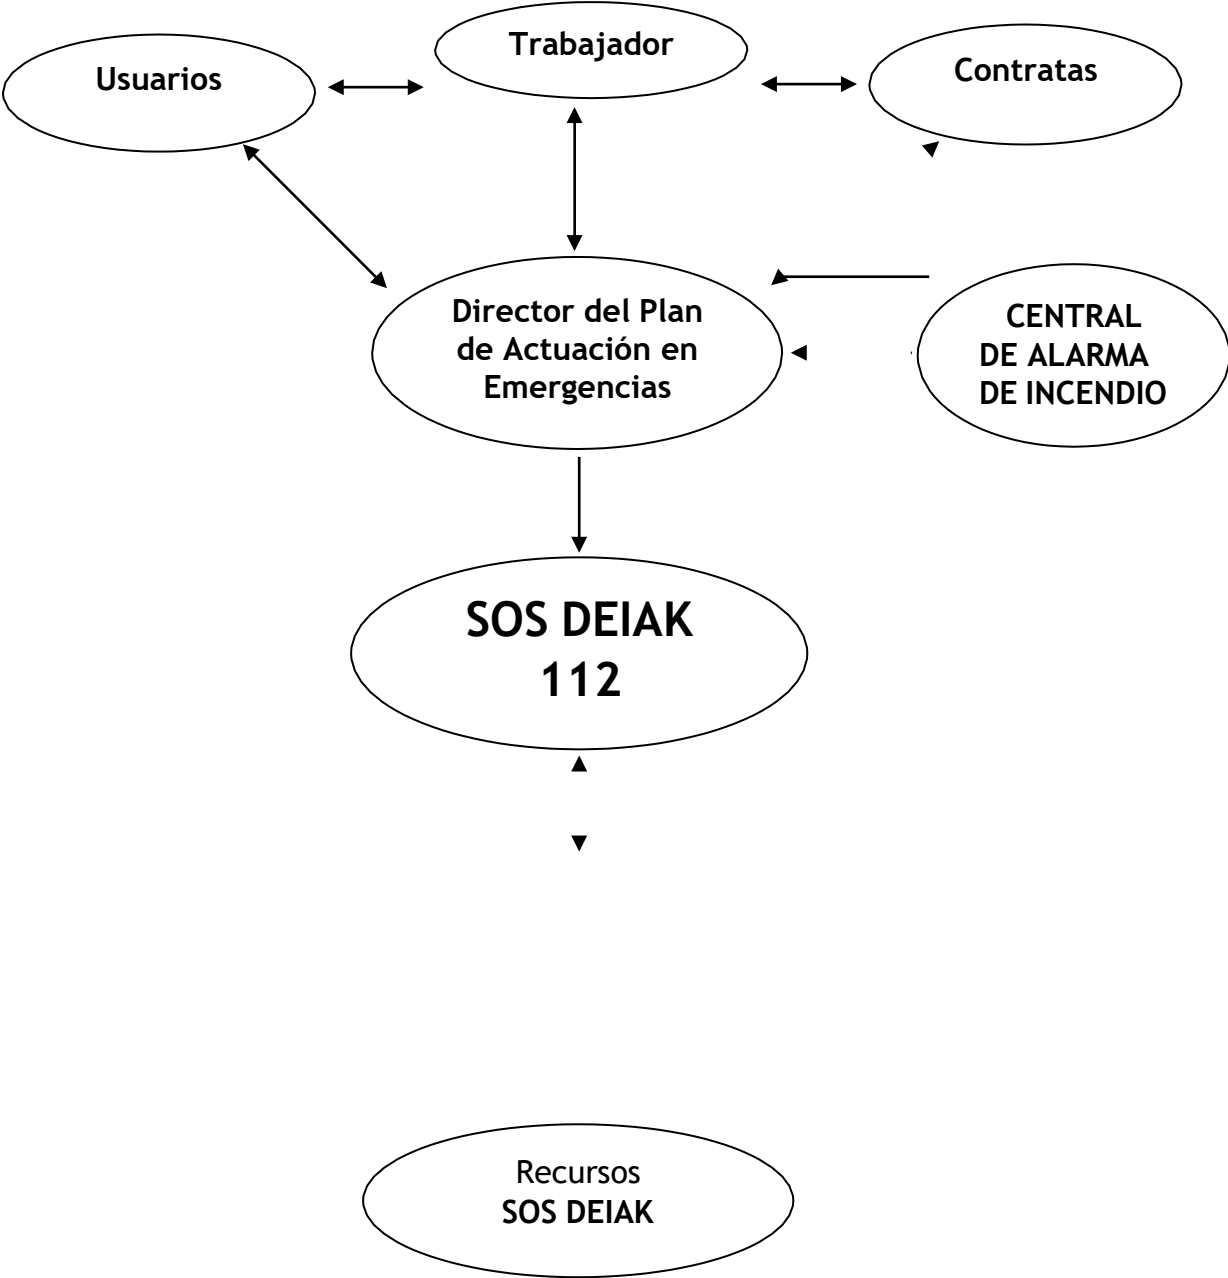 Trabajador
Usuarios
Contratas
Director del Plan
de Actuación en
Emergencias
CENTRAL
DE ALARMA
DE INCENDIO
SOS DEIAK
112
Recursos
SOS DEIAK